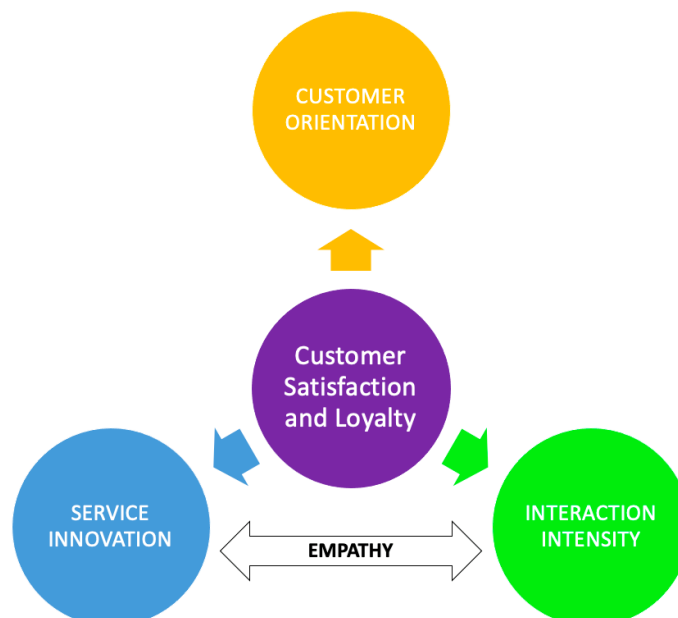 CUSTOMER
ORIENTATION
Customer
Satisfaction
and Loyalty
SERVICE
INNOVATION
EMPATHY
INTERACTION
INTENSITY